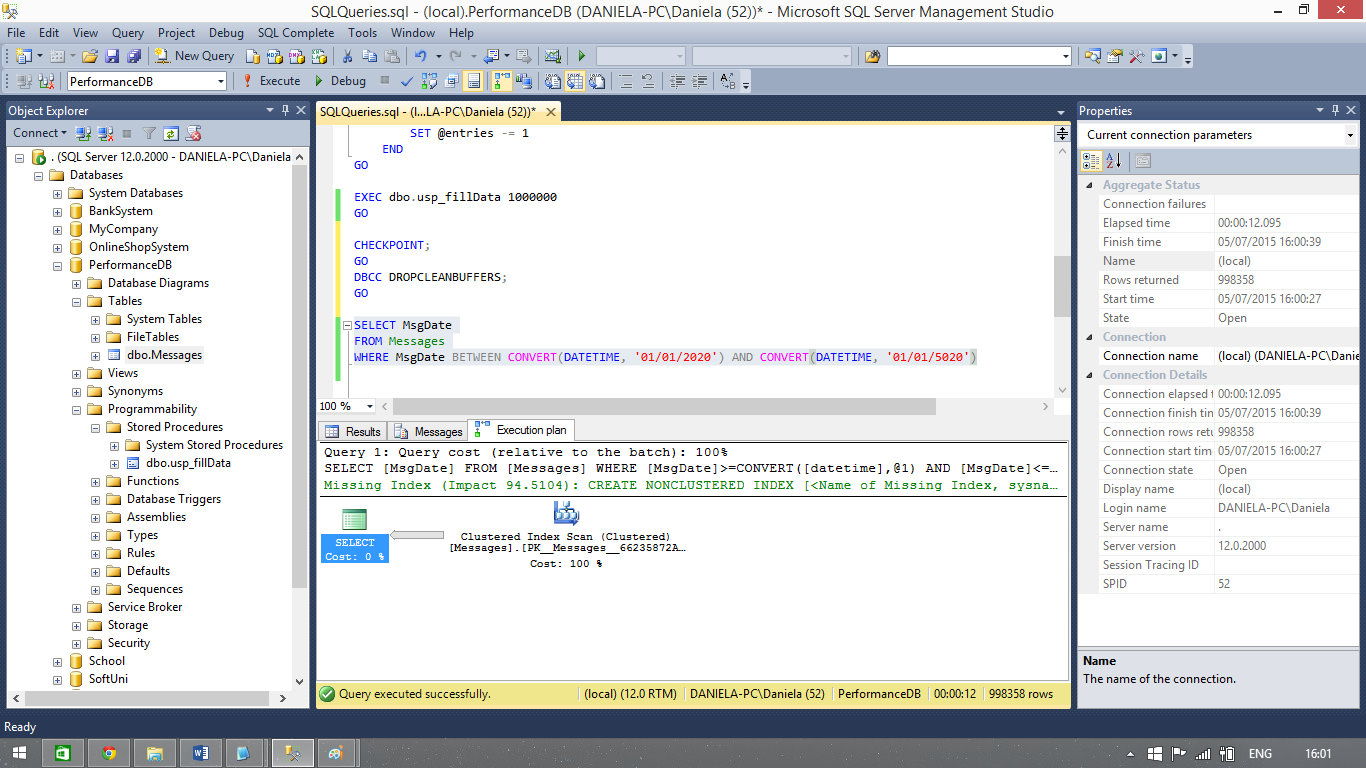 SQLQueries.sql - (local).PerformanceDB (DANIELA-PC\Daniela (52))* - Microsoft SQL Server Management Studio
File Edit View Query Project Debug SQL Complete Tools Window Help
New Query
PerformanceDB Execute Debug
Object Explorer
Connect
. (SQL Server 12.0.2000 - DANIELA-PC\Daniela
Databases
System Databases
BankSystem
MyCompany
OnlineShopSystem
PerformanceDB
Database Diagrams
Tables
System Tables
FileTables
dbo.Messages
Views
Synonyms
Programmability
Stored Procedures
System Stored Procedures
dbo.usp_fillData
Functions
Database Triggers
Assemblies
Types
Rules
Defaults
Sequences
Service Broker
Storage
Security
School
SoftUni
SQLQueries.sql - (l...LA-PC\Daniela (52))*
SET @entries -= 1
END
GO
EXEC dbo.usp_fillData 1000000
GO
CHECKPOINT;
GO
DBCC DROPCLEANBUFFERS;
GO
SELECT MsgDate
FROM Messages
WHERE MsgDate BETWEEN CONVERT(DATETIME, '01/01/2020') AND CONVERT(DATETIME, '01/01/5020')
100 %
Results Messages Execution plan
Query 1: Query cost (relative to the batch): 100%
SELECT [MsgDate] FROM [Messages] WHERE [MsgDate]>=CONVERT([datetime],@1) AND [MsgDate]<=…
Missing Index (Impact 94.5104): CREATE NONCLUSTERED INDEX [<Name of Missing Index, sysna…
SELECT
Cost: 0 %
Clustered Index Scan (Clustered)
[Messages].[PK__Messages__66235872A…
Cost: 100 %
Query executed successfully. (local) (12.0 RTM) DANIELA-PC\Daniela (52) PerformanceDB 00:00:12 998358 rows
Properties
Current connection parameters
Aggregate Status
Connection failures
Elapsed time 00:00:12.095
Finish time 05/07/2015 16:00:39
Name (local)
Rows returned 998358
Start time 05/07/2015 16:00:27
State Open
Connection
Connection name (local) (DANIELA-PC\Danie
Connection Details
Connection elapsed t 00:00:12.095
Connection finish tin 05/07/2015 16:00:39
Connection rows retu 998358
Connection start tim 05/07/2015 16:00:27
Connection state Open
Display name (local)
Login name DANIELA-PC\Daniela
Server name .
Server version 12.0.2000
Session Tracing ID
SPID 52
Name
The name of the connection.
Ready
ENG 16:01